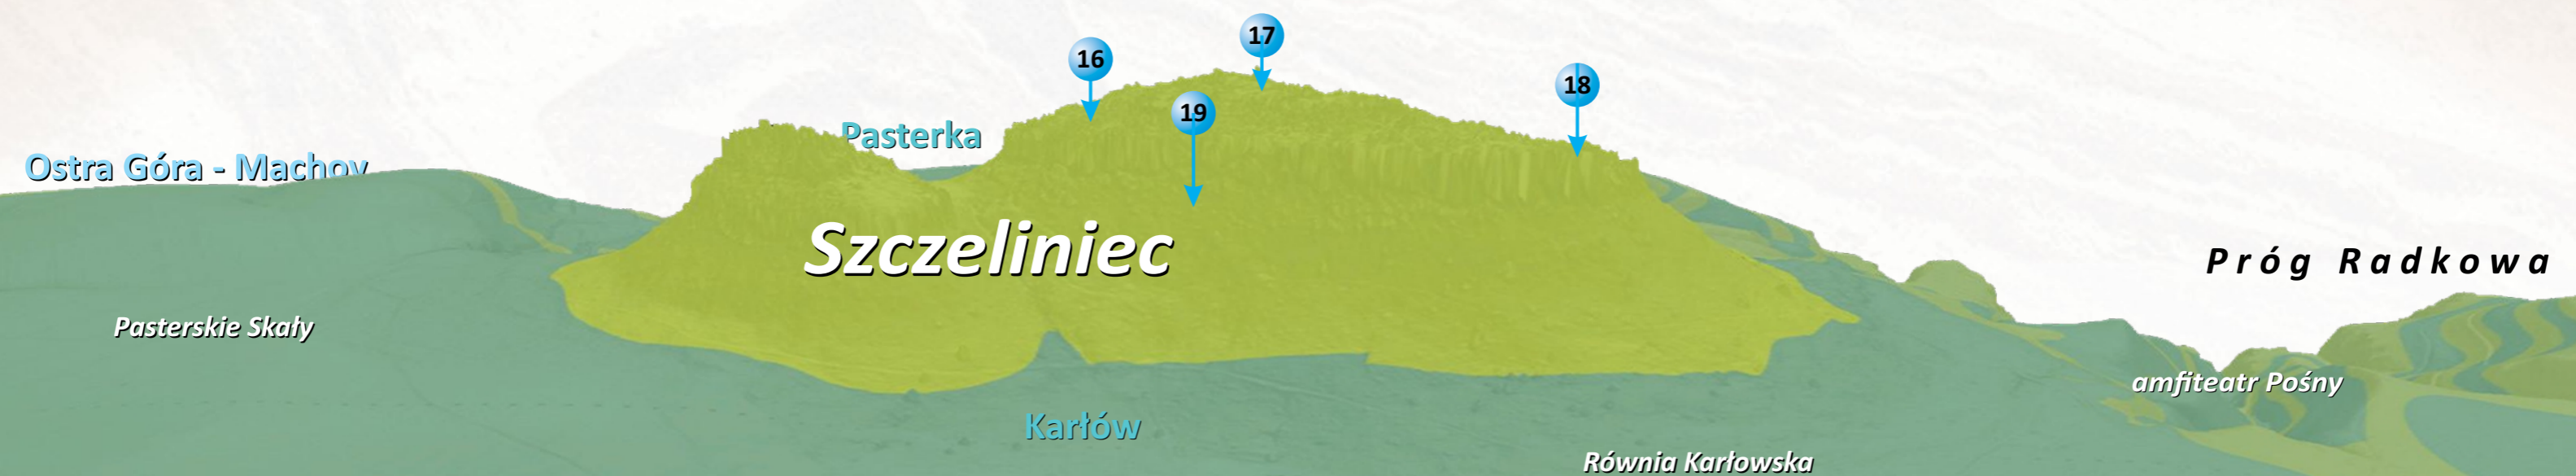 17
16
18
19
Pasterka
Ostra Góra - Machov
Szczeliniec
Próg Radkowa
Pasterskie Skały
amfiteatr Pośny
Karłów
Równia Karłowska